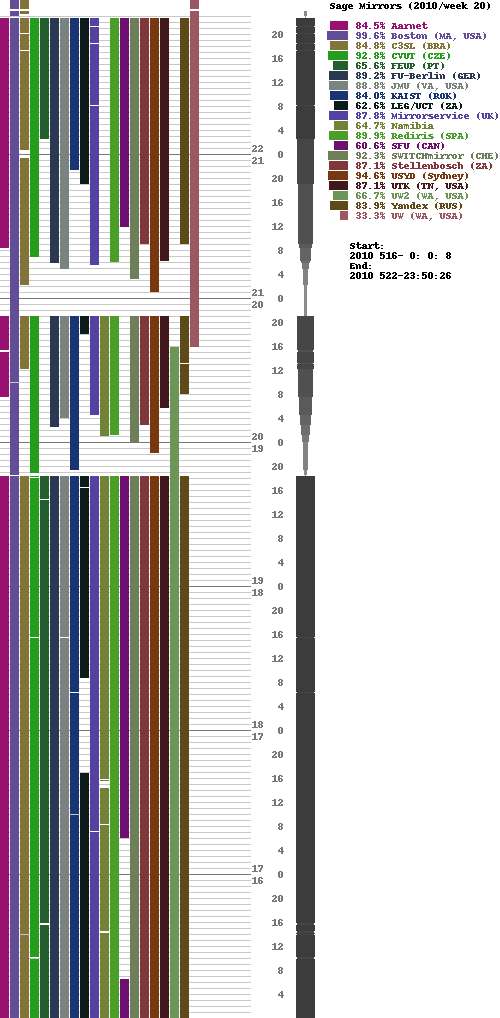 Sage Mirrors (2010/week 20)
84.5% Aarnet
99.6% Boston (MA, USA)
84.8% C3SL (BRA)
92.8% CVUT (CZE)
65.6% FEUP (PT)
89.2% FU-Berlin (GER)
88.8% JMU (VA, USA)
84.0% KAIST (ROK)
62.6% LEG/UCT (ZA)
87.8% Mirrorservice (UK)
64.7% Namibia
89.9% Rediris (SPA)
60.6% SFU (CAN)
92.3% SWITCHmirror (CHE)
87.1% Stellenbosch (ZA)
94.6% USYD (Sydney)
87.1% UTK (TN, USA)
66.7% UW2 (WA, USA)
83.9% Yandex (RUS)
33.3% UW (WA, USA)
Start:
2010 516- 0: 0: 8
End:
2010 522-23:50:26
20
16
12
8
4
22
0
21
20
16
12
8
4
21
0
20
20
16
12
8
4
20
0
19
20
16
12
8
4
19
0
18
20
16
12
8
4
18
0
17
20
16
12
8
4
17
0
16
20
16
12
8
4